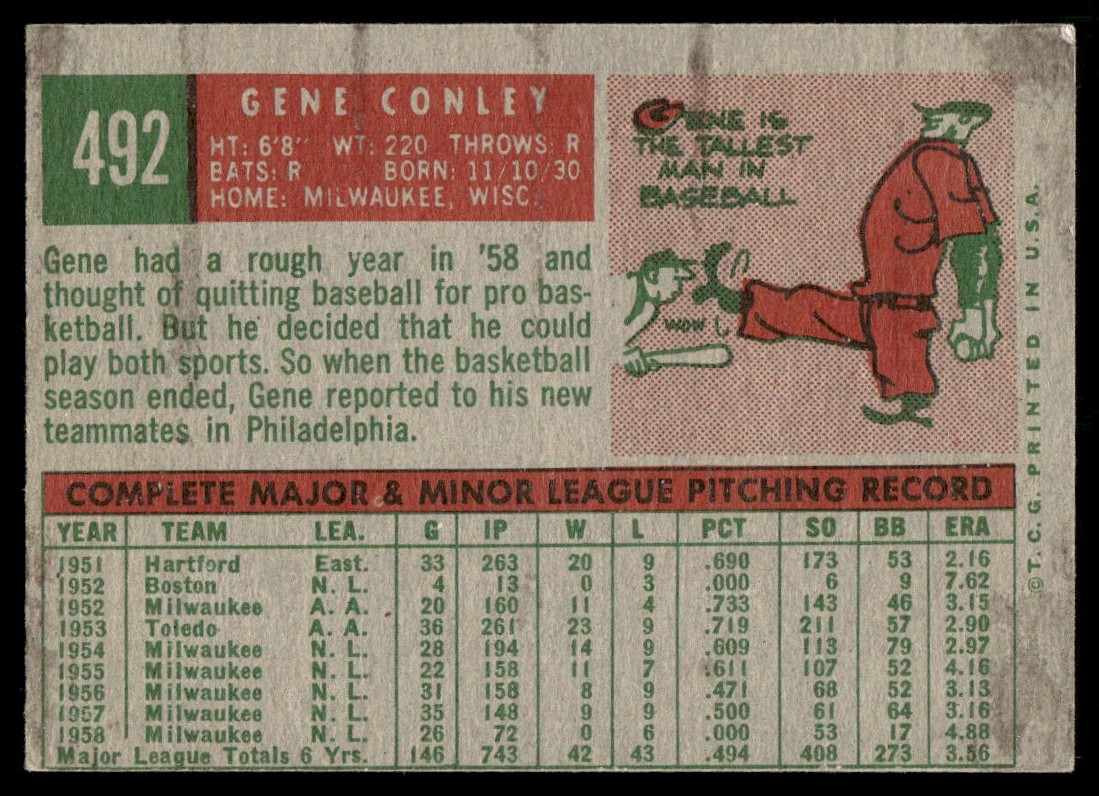 492
GENE CONLEY
HT: 6'8" WT: 220 THROWS: R
BATS: R BORN: 11/10/30
HOME: MILWAUKEE, WISC.
GENE IS
THE TALLEST
MAN IN
BASEBALL
WOW!
Gene had a rough year in '58 and
thought of quitting baseball for pro bas-
ketball. But he decided that he could
play both sports. So when the basketball
season ended, Gene reported to his new
teammates in Philadelphia.
COMPLETE MAJOR & MINOR LEAGUE PITCHING RECORD
YEAR TEAM LEA. G IP W L PCT SO BB ERA
1951 Hartford East. 33 263 20 9 .690 173 53 2.16
1952 Boston N. L. 4 13 0 3 .000 6 9 7.62
1952 Milwaukee A. A. 20 160 11 4 .733 143 46 3.15
1953 Toledo A. A. 36 261 23 9 .719 211 57 2.90
1954 Milwaukee N. L. 28 194 14 9 .609 113 79 2.97
1955 Milwaukee N. L. 22 158 11 7 .611 107 52 4.16
1956 Milwaukee N. L. 31 158 8 9 .471 68 52 3.13
1957 Milwaukee N. L. 35 148 9 9 .500 61 64 3.16
1958 Milwaukee N. L. 26 72 0 6 .000 53 17 4.88
Major League Totals 6 Yrs. 146 743 42 43 .494 408 273 3.56
©T. C. G. PRINTED IN U.S.A.